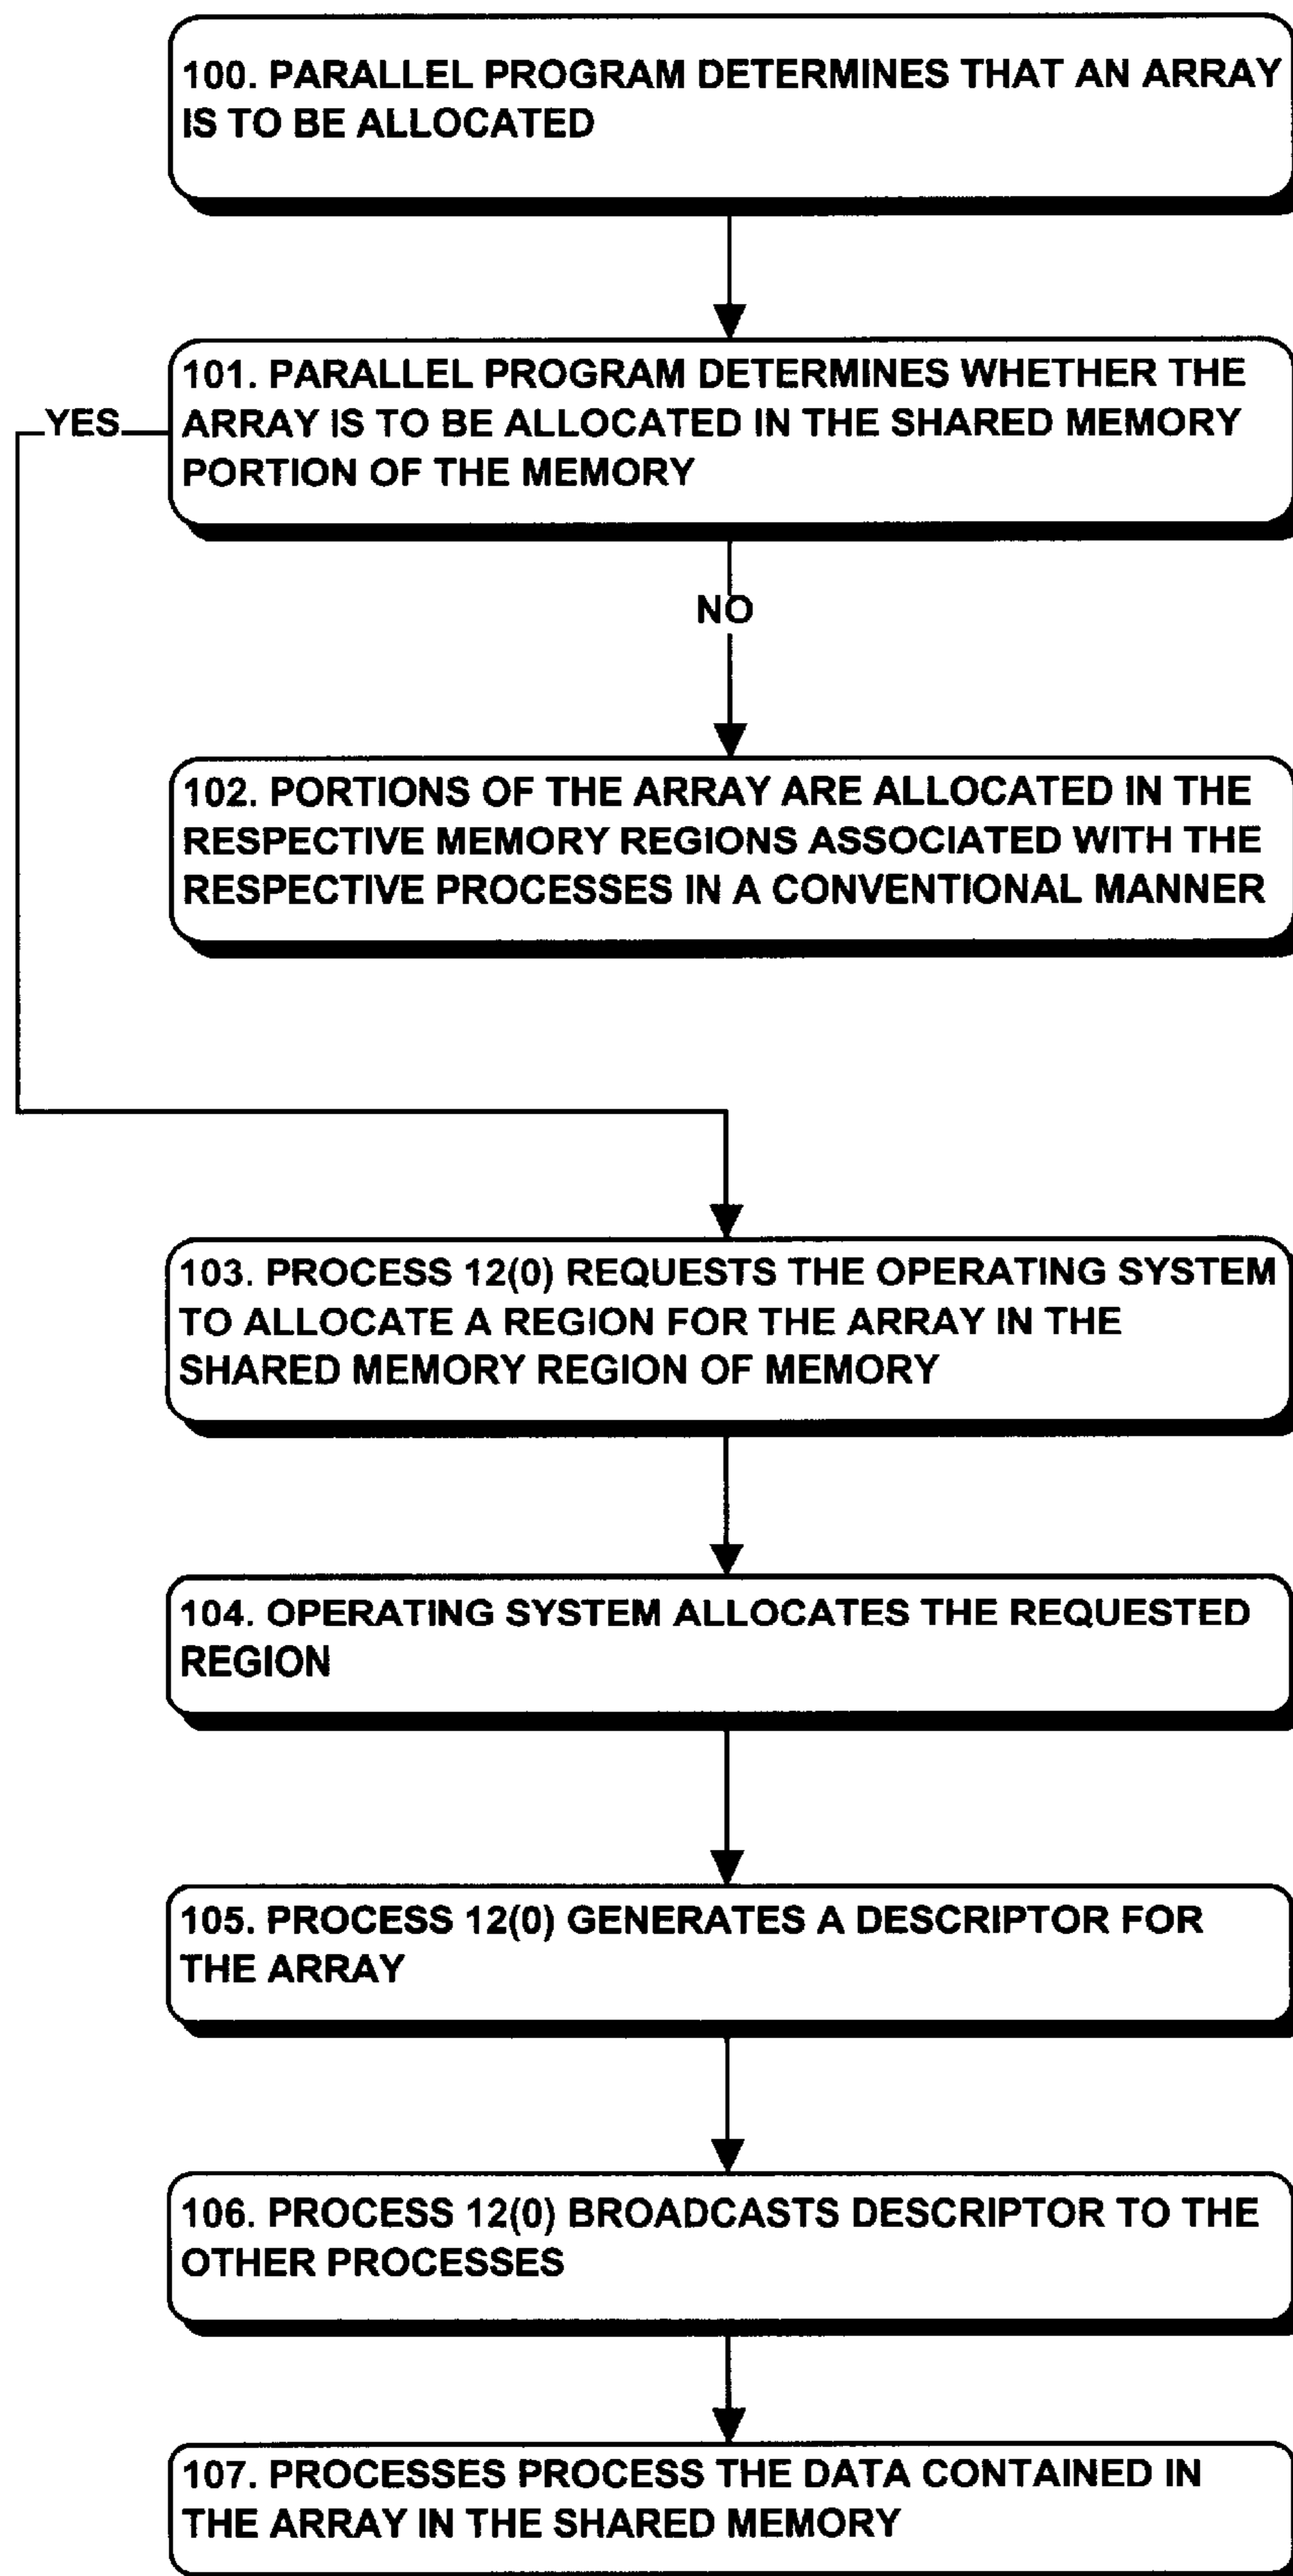 100. PARALLEL PROGRAM DETERMINES THAT AN ARRAY
IS TO BE ALLOCATED
101. PARALLEL PROGRAM DETERMINES WHETHER THE
ARRAY IS TO BE ALLOCATED IN THE SHARED MEMORY
PORTION OF THE MEMORY
YES
NO
102. PORTIONS OF THE ARRAY ARE ALLOCATED IN THE
RESPECTIVE MEMORY REGIONS ASSOCIATED WITH THE
RESPECTIVE PROCESSES IN A CONVENTIONAL MANNER
103. PROCESS 12(0) REQUESTS THE OPERATING SYSTEM
TO ALLOCATE A REGION FOR THE ARRAY IN THE
SHARED MEMORY REGION OF MEMORY
104. OPERATING SYSTEM ALLOCATES THE REQUESTED
REGION
105. PROCESS 12(0) GENERATES A DESCRIPTOR FOR
THE ARRAY
106. PROCESS 12(0) BROADCASTS DESCRIPTOR TO THE
OTHER PROCESSES
107. PROCESSES PROCESS THE DATA CONTAINED IN
THE ARRAY IN THE SHARED MEMORY